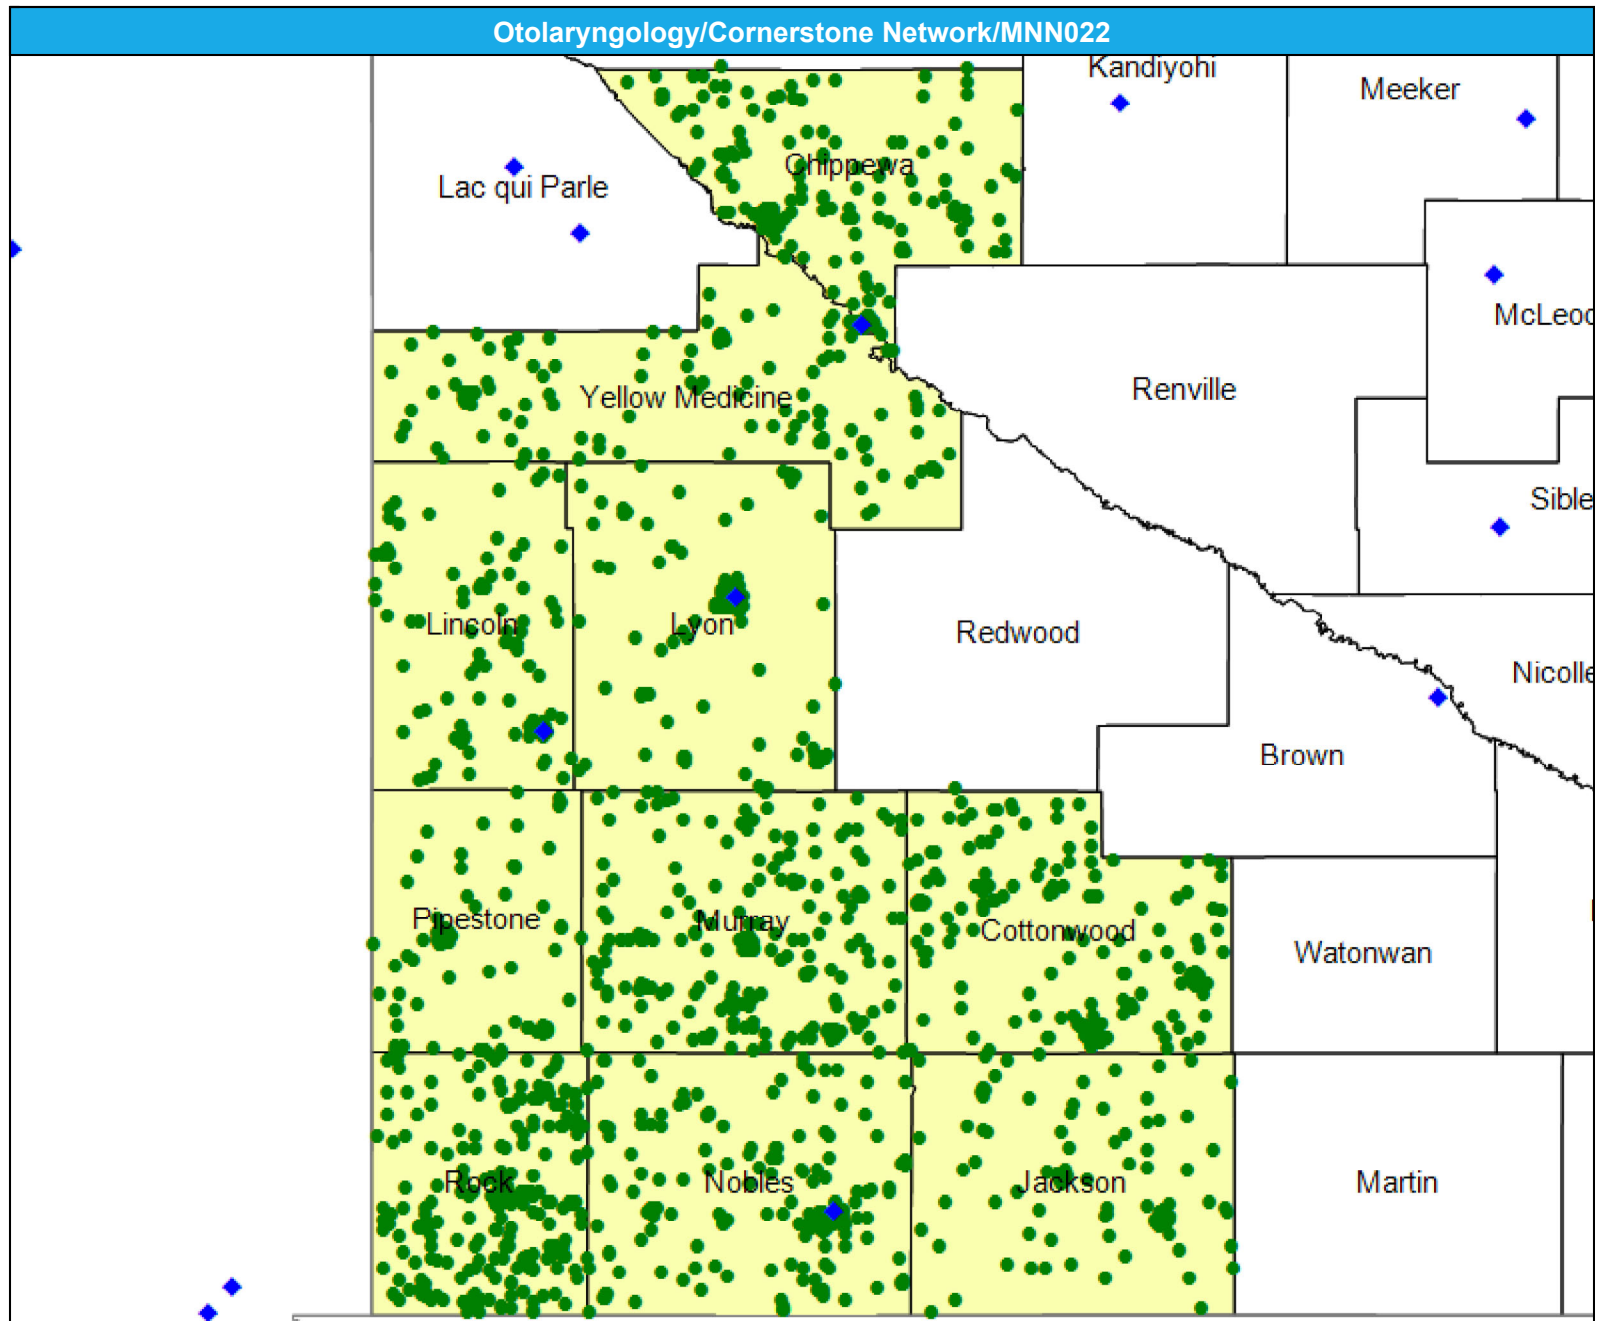 Otolaryngology/Cornerstone Network/MNN022
Kandiyohi
Meeker
Chippewa
Lac qui Parle
McLeod
Renville
Yellow Medicine
Sible
Lincoln
Lyon
Redwood
Nicolle
Brown
Pipestone
Murray
Cottonwood
Watonwan
Rock
Nobles
Jackson
Martin